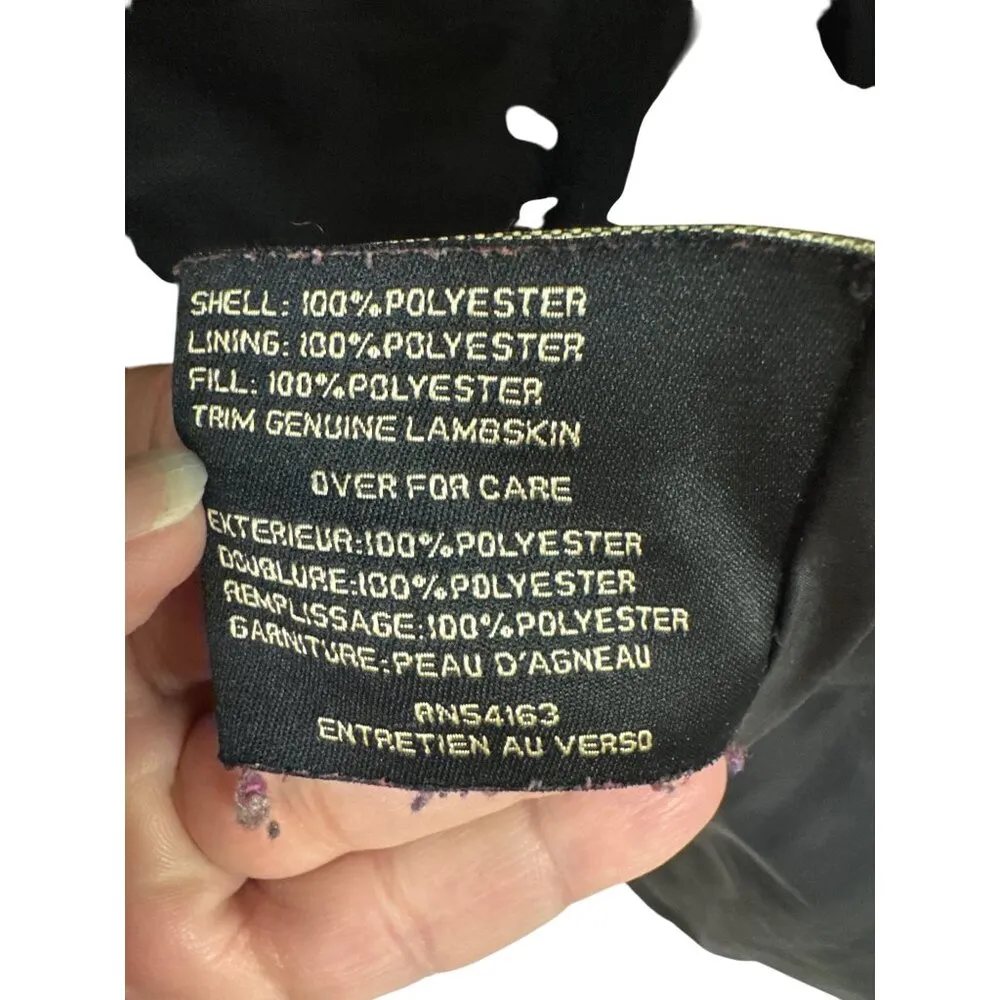 SHELL: 100%POLYESTER
LINING: 100%POLYESTER
FILL: 100%POLYESTER
TRIM GENUINE LAMBSKIN
OVER FOR CARE
EXTERIEUR:100%POLYESTER
DOUBLURE:100%POLYESTER
REMPLISSAGE:100%POLYESTER
GARNITURE:PEAU D'AGNEAU
RN54163
ENTRETIEN AU VERSO